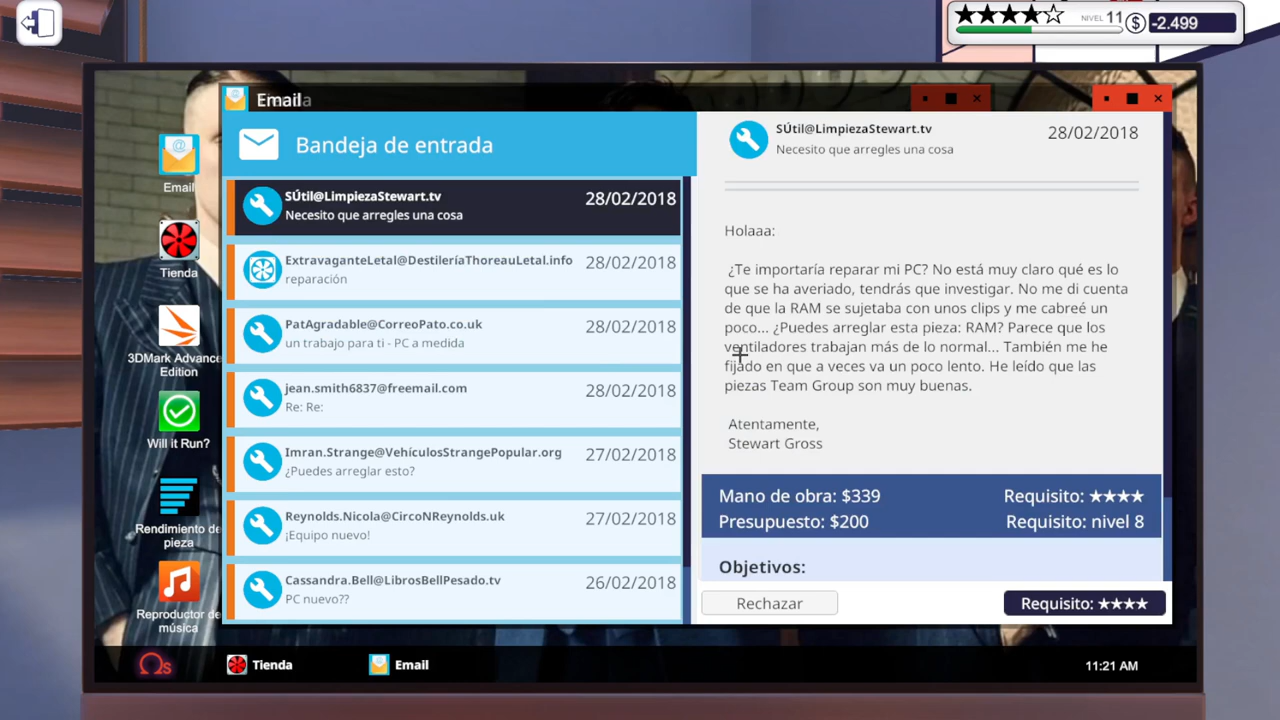 NIVEL 11
$ -2.499
Email
Bandeja de entrada
SÚtil@LimpiezaStewart.tv
Necesito que arregles una cosa
28/02/2018
ExtravaganteLetal@DestileríaThoreauLetal.info
reparación
28/02/2018
PatAgradable@CorreoPato.co.uk
un trabajo para ti - PC a medida
28/02/2018
jean.smith6837@freemail.com
Re: Re:
28/02/2018
Imran.Strange@VehículosStrangePopular.org
¿Puedes arreglar esto?
27/02/2018
Reynolds.Nicola@CircoNReynolds.uk
¡Equipo nuevo!
27/02/2018
Cassandra.Bell@LibrosBellPesado.tv
PC nuevo??
26/02/2018
SÚtil@LimpiezaStewart.tv
Necesito que arregles una cosa
28/02/2018
Holaaa:
¿Te importaría reparar mi PC? No está muy claro qué es lo
que se ha averiado, tendrás que investigar. No me di cuenta
de que la RAM se sujetaba con unos clips y me cabreé un
poco... ¿Puedes arreglar esta pieza: RAM? Parece que los
ventiladores trabajan más de lo normal... También me he
fijado en que a veces va un poco lento. He leído que las
piezas Team Group son muy buenas.
Atentamente,
Stewart Gross
Mano de obra: $339
Requisito: ★★★★
Presupuesto: $200
Requisito: nivel 8
Objetivos:
Rechazar
Requisito: ★★★★
Email
Tienda
3DMark Advance
Edition
Will it Run?
Rendimiento de
pieza
Reproductor de
música
Ωs
Tienda
Email
11:21 AM